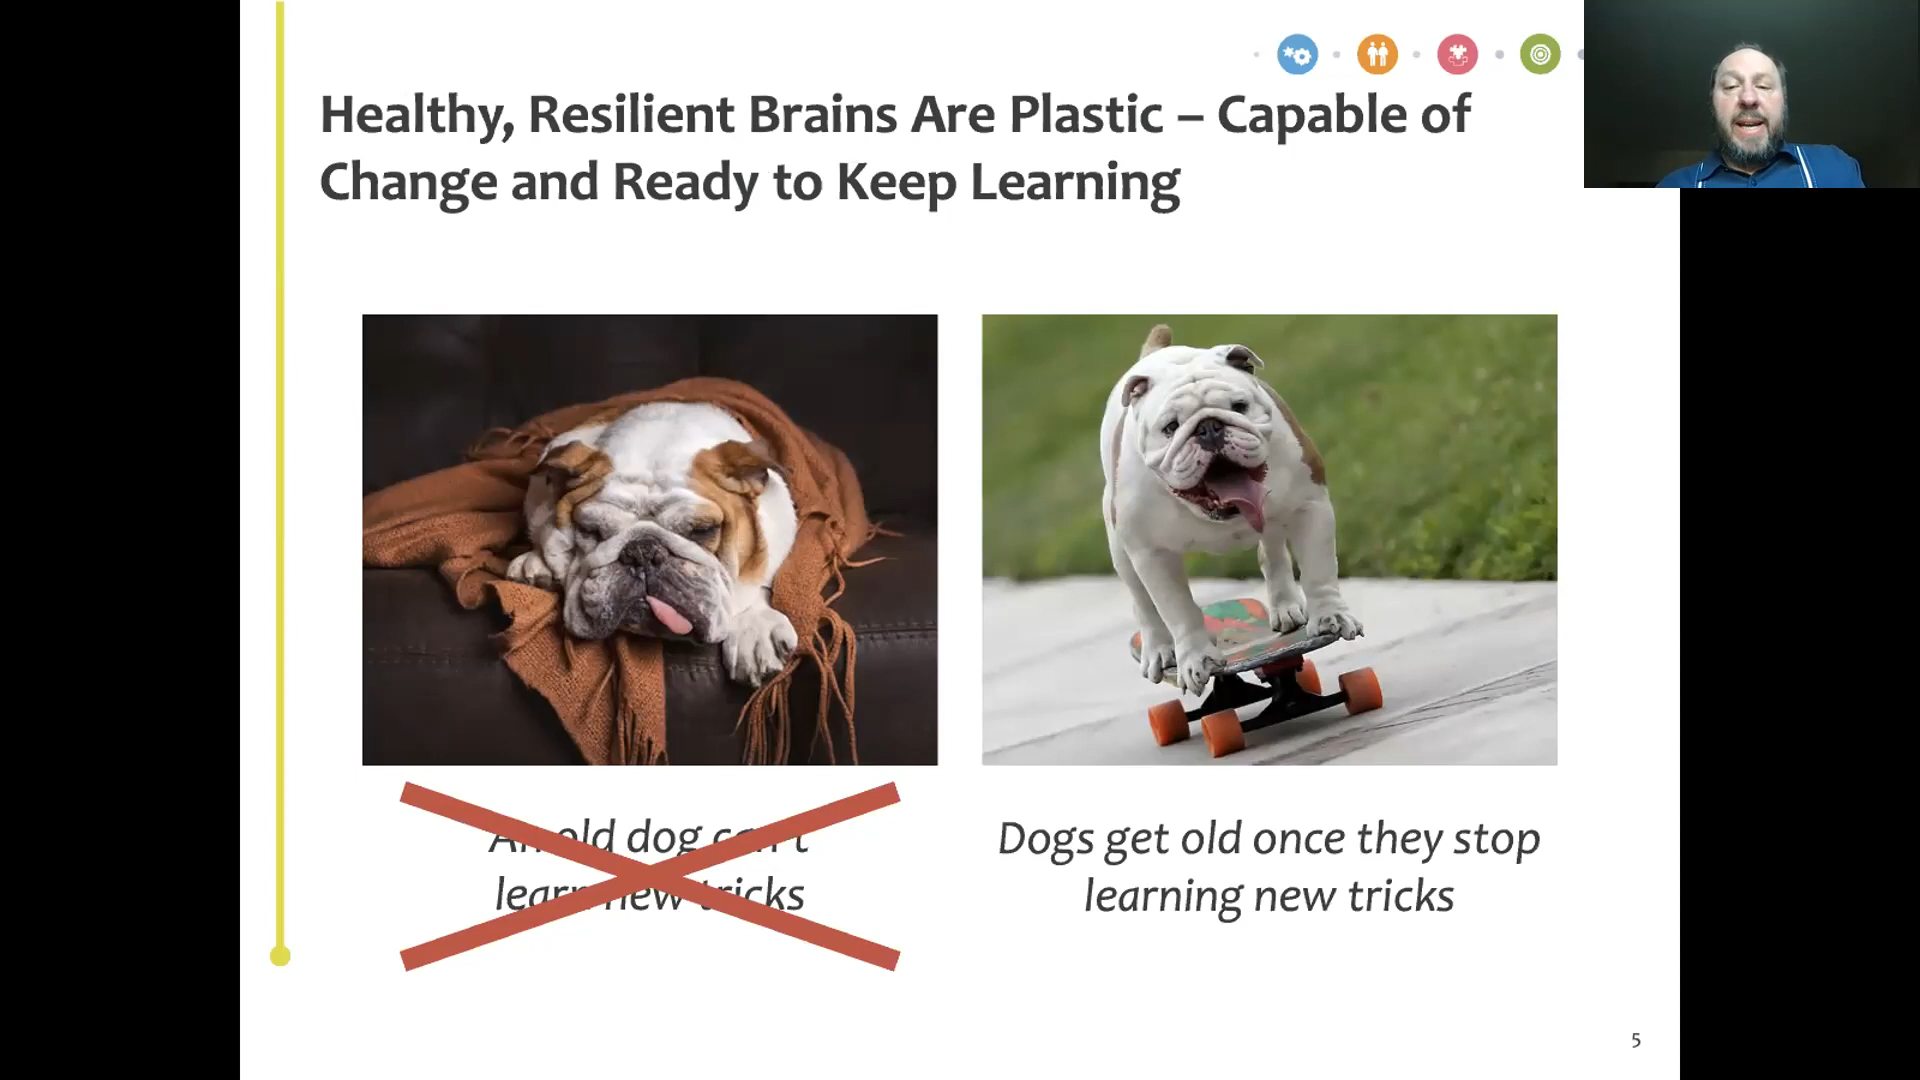 Healthy, Resilient Brains Are Plastic – Capable of
Change and Ready to Keep Learning
An old dog can't
learn new tricks
Dogs get old once they stop
learning new tricks
5